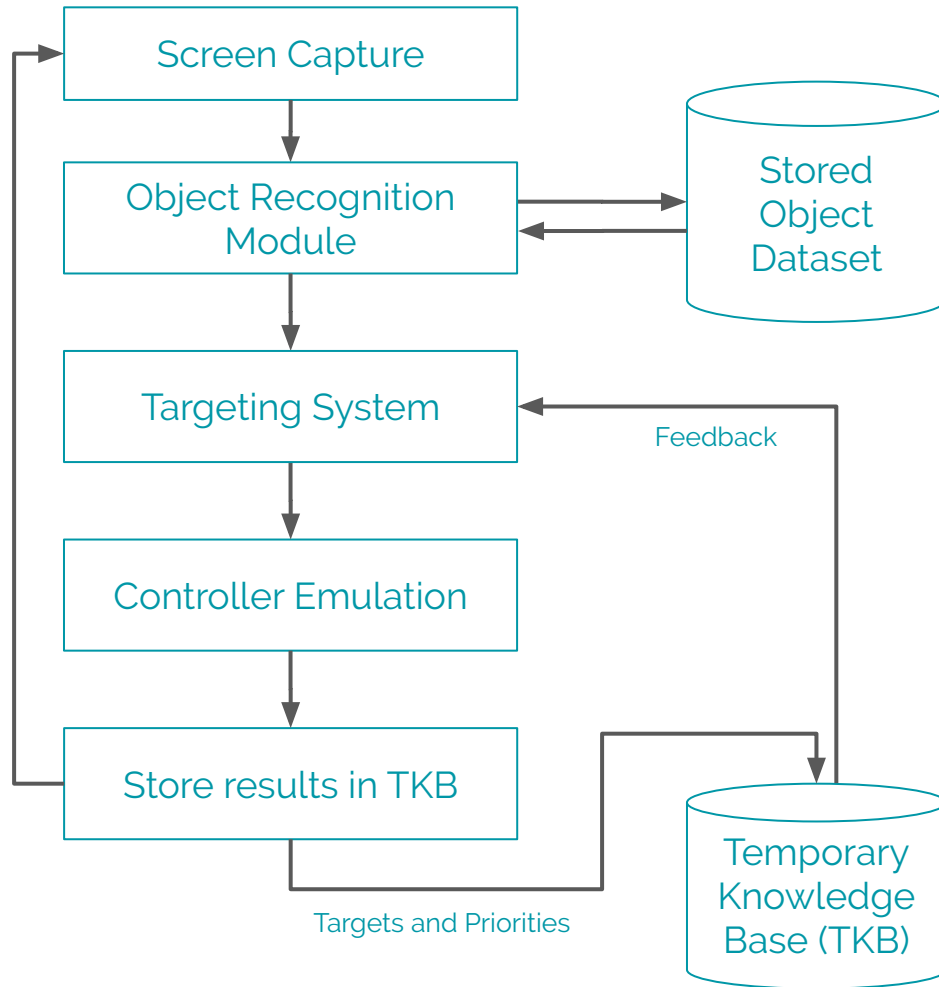 Screen Capture
Object Recognition
Module
Stored
Object
Dataset
Targeting System
Feedback
Controller Emulation
Store results in TKB
Targets and Priorities
Temporary
Knowledge
Base (TKB)